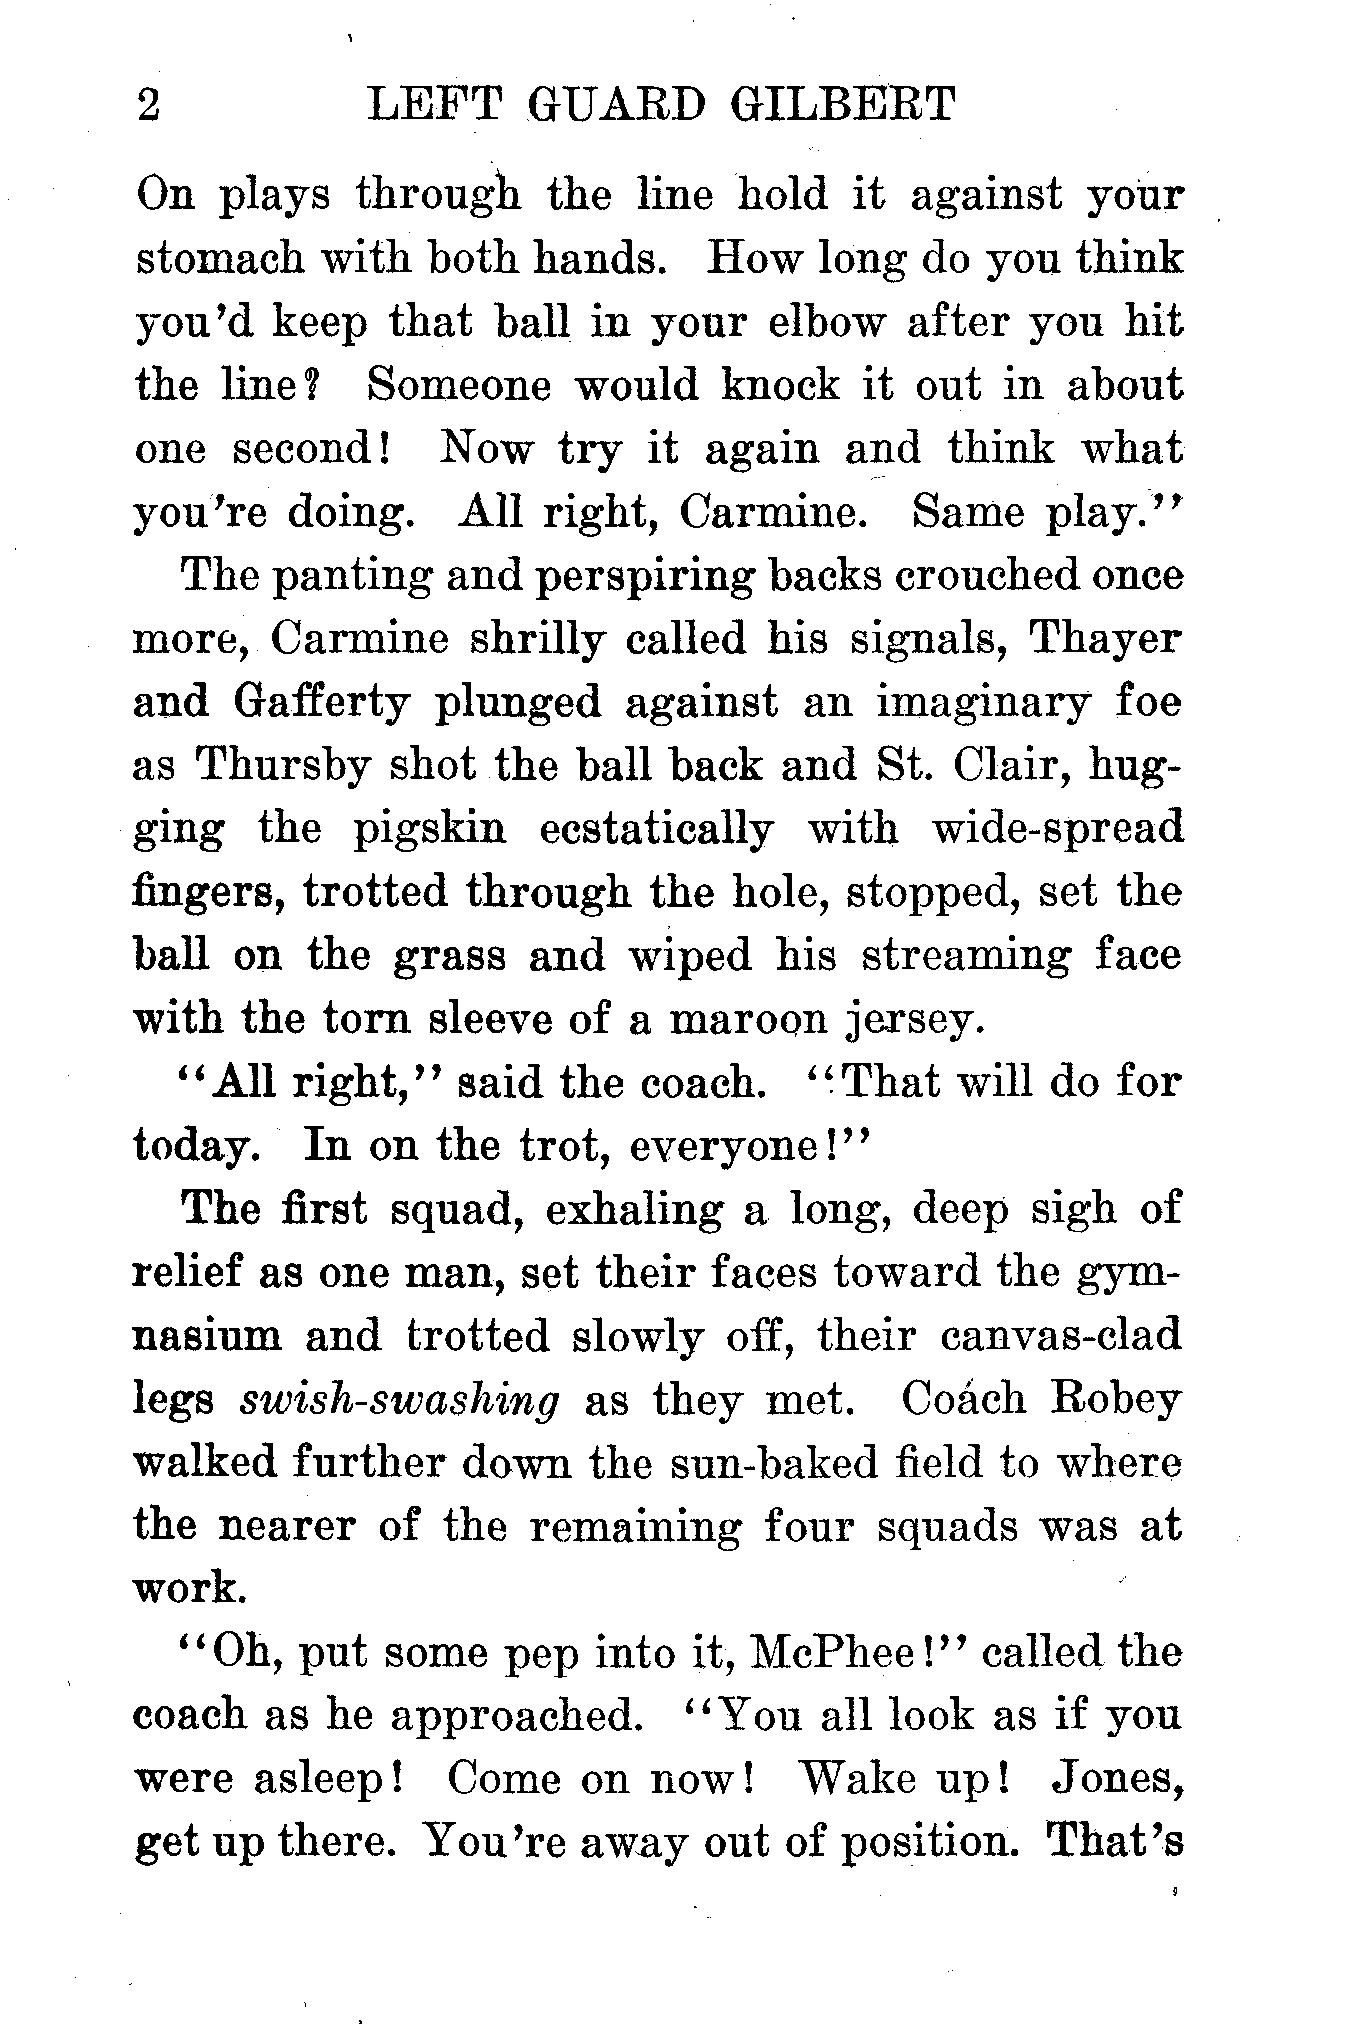 2 LEFT GUARD GILBERT
On plays through the line hold it against your
stomach with both hands. How long do you think
you'd keep that ball in your elbow after you hit
the line? Someone would knock it out in about
one second! Now try it again and think what
you're doing. All right, Carmine. Same play."
The panting and perspiring backs crouched once
more, Carmine shrilly called his signals, Thayer
and Gafferty plunged against an imaginary foe
as Thursby shot the ball back and St. Clair, hug-
ging the pigskin ecstatically with wide-spread
fingers, trotted through the hole, stopped, set the
ball on the grass and wiped his streaming face
with the torn sleeve of a maroon jersey.
"All right," said the coach. "That will do for
today. In on the trot, everyone!"
The first squad, exhaling a long, deep sigh of
relief as one man, set their faces toward the gym-
nasium and trotted slowly off, their canvas-clad
legs swish-swashing as they met. Coach Robey
walked further down the sun-baked field to where
the nearer of the remaining four squads was at
work.
"Oh, put some pep into it, McPhee!" called the
coach as he approached. "You all look as if you
were asleep! Come on now! Wake up! Jones,
get up there. You're away out of position. That's